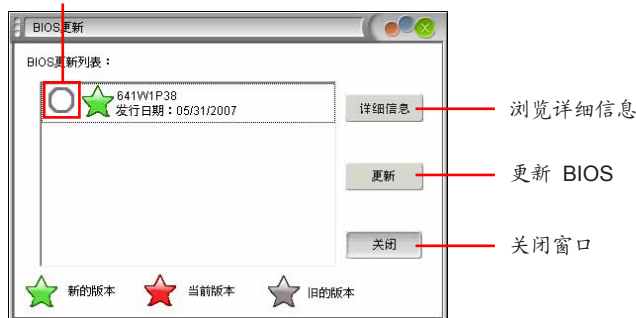 BIOS更新
BIOS更新列表：
641W1P38
发行日期：05/31/2007
详细信息
浏览详细信息
更新
更新 BIOS
关闭
关闭窗口
新的版本
当前版本
旧的版本